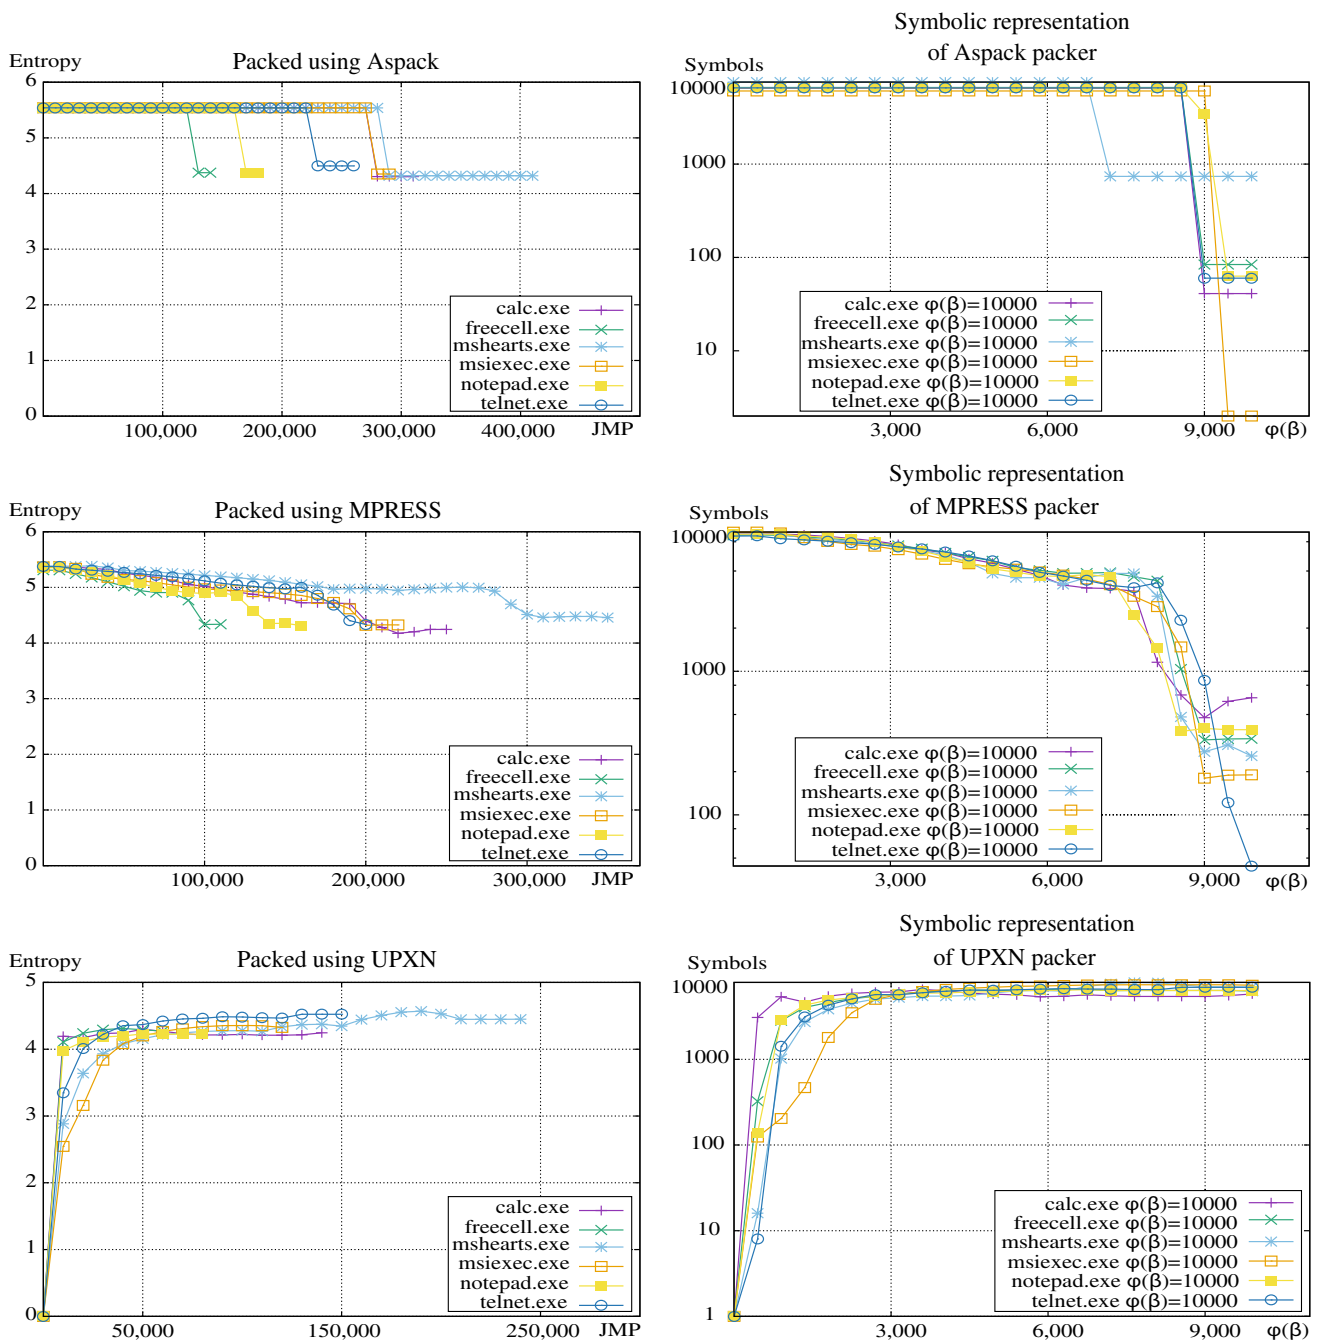 Packed using Aspack
Entropy
6
5
4
3
2
1
0
100,000
200,000
300,000
400,000
JMP
calc.exe
freecell.exe
mshearts.exe
msiexec.exe
notepad.exe
telnet.exe
Symbolic representation
of Aspack packer
Symbols
10000
1000
100
10
3,000
6,000
9,000
φ(β)
calc.exe φ(β)=10000
freecell.exe φ(β)=10000
mshearts.exe φ(β)=10000
msiexec.exe φ(β)=10000
notepad.exe φ(β)=10000
telnet.exe φ(β)=10000
Packed using MPRESS
Entropy
6
5
4
3
2
1
0
100,000
200,000
300,000
JMP
calc.exe
freecell.exe
mshearts.exe
msiexec.exe
notepad.exe
telnet.exe
Symbolic representation
of MPRESS packer
Symbols
10000
1000
100
3,000
6,000
9,000
φ(β)
calc.exe φ(β)=10000
freecell.exe φ(β)=10000
mshearts.exe φ(β)=10000
msiexec.exe φ(β)=10000
notepad.exe φ(β)=10000
telnet.exe φ(β)=10000
Packed using UPXN
Entropy
5
4
3
2
1
0
50,000
150,000
250,000
JMP
calc.exe
freecell.exe
mshearts.exe
msiexec.exe
notepad.exe
telnet.exe
Symbolic representation
of UPXN packer
Symbols
10000
1000
100
10
1
3,000
6,000
9,000
φ(β)
calc.exe φ(β)=10000
freecell.exe φ(β)=10000
mshearts.exe φ(β)=10000
msiexec.exe φ(β)=10000
notepad.exe φ(β)=10000
telnet.exe φ(β)=10000